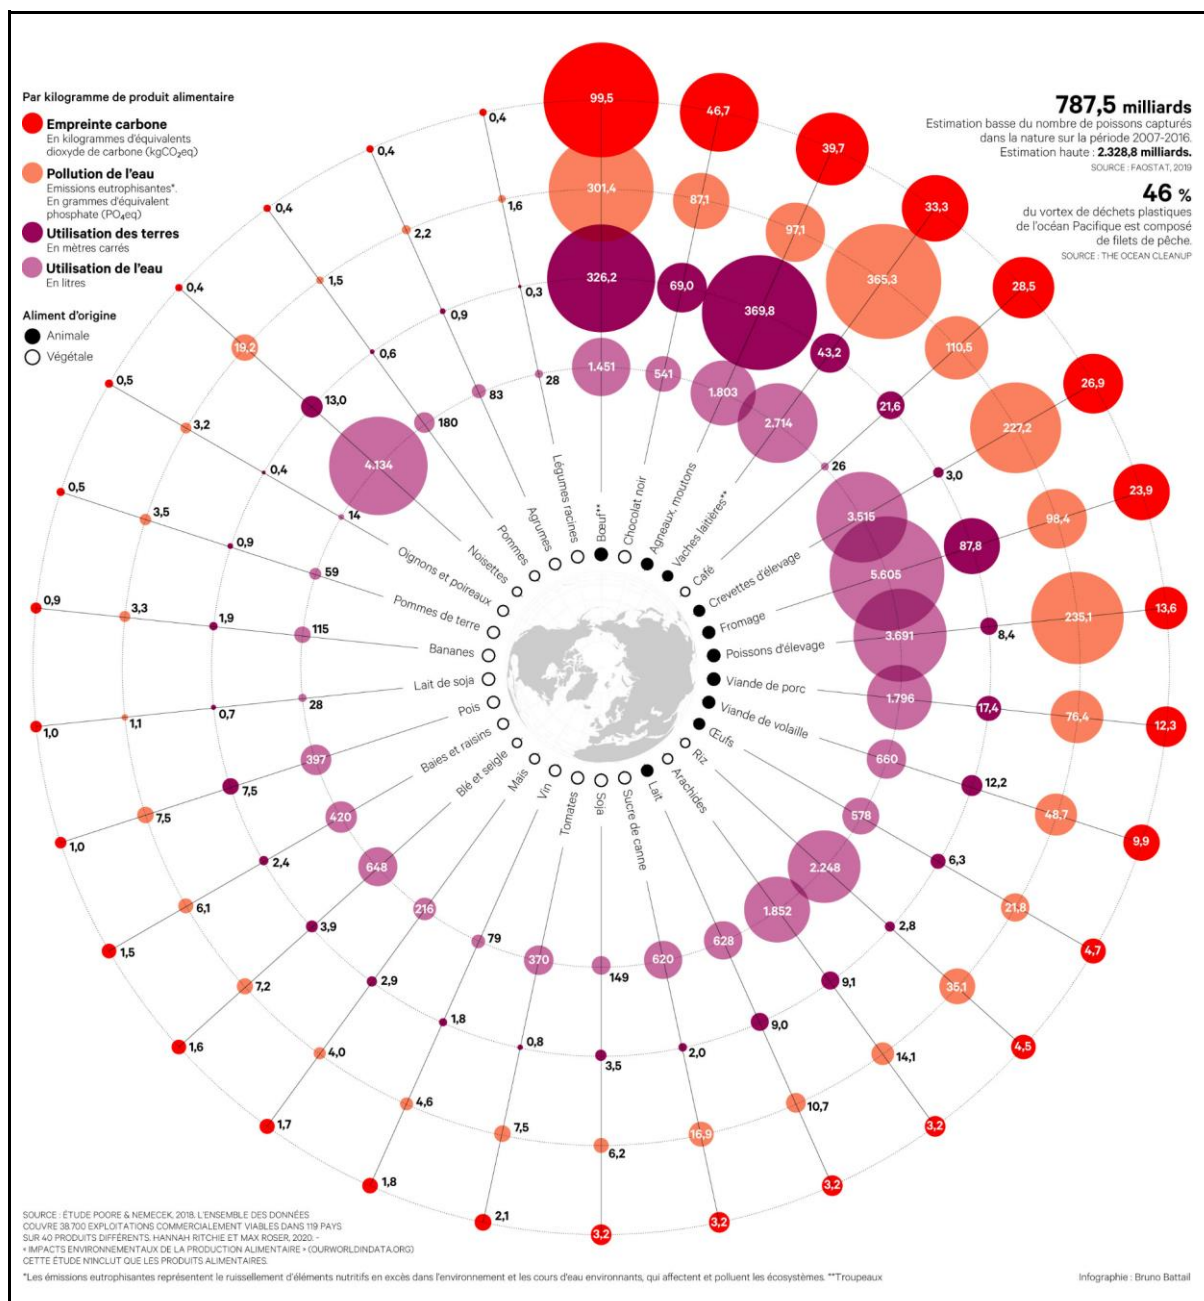 Par kilogramme de produit alimentaire
Empreinte carbone
En kilogrammes d'équivalents
dioxyde de carbone (kgCO₂eq)
Pollution de l'eau
Emissions eutrophisantes*.
En grammes d'équivalent
phosphate (PO₄eq)
Utilisation des terres
En mètres carrés
Utilisation de l'eau
En litres
Aliment d'origine
Animale
Végétale
787,5 milliards
Estimation basse du nombre de poissons capturés
dans la nature sur la période 2007-2016.
Estimation haute : 2.328,8 milliards.
SOURCE : FAOSTAT, 2019
46 %
du vortex de déchets plastiques
de l'océan Pacifique est composé
de filets de pêche.
SOURCE : THE OCEAN CLEANUP
Bœuf**
99,5
301,4
326,2
1.451
Chocolat noir
46,7
87,1
69,0
541
Agneaux, moutons
39,7
97,1
369,8
1.803
Vaches laitières**
33,3
365,3
43,2
2.714
Café
28,5
110,5
21,6
26
Crevettes d'élevage
26,9
227,2
3,0
3.515
Fromage
23,9
98,4
87,8
5.605
Poissons d'élevage
13,6
235,1
8,4
3.691
Viande de porc
12,3
76,4
17,4
1.796
Viande de volaille
9,9
48,7
12,2
660
Œufs
4,7
21,8
6,3
578
Riz
4,5
35,1
2,8
2.248
Arachides
3,2
14,1
9,1
1.852
Lait
3,2
10,7
9,0
628
Sucre de canne
3,2
16,9
2,0
620
Soja
3,2
6,2
3,5
149
Tomates
2,1
7,5
0,8
370
Vin
1,8
4,6
1,8
79
Maïs
1,7
4,0
2,9
216
Blé et seigle
1,6
7,2
3,9
648
Baies et raisins
1,5
6,1
2,4
420
Pois
1,0
7,5
7,5
397
Lait de soja
1,0
1,1
0,7
28
Bananes
0,9
3,3
1,9
115
Pommes de terre
0,5
3,5
0,9
59
Oignons et poireaux
0,5
3,2
0,4
14
Noisettes
0,4
19,2
13,0
4.134
Pommes
0,4
1,5
0,6
180
Agrumes
0,4
2,2
0,9
83
Légumes racines
0,4
1,6
0,3
28
SOURCE : ÉTUDE POORE & NEMECEK, 2018. L'ENSEMBLE DES DONNÉES
COUVRE 38.700 EXPLOITATIONS COMMERCIALEMENT VIABLES DANS 119 PAYS
SUR 40 PRODUITS DIFFÉRENTS. HANNAH RITCHIE ET MAX ROSER, 2020. -
« IMPACTS ENVIRONNEMENTAUX DE LA PRODUCTION ALIMENTAIRE » (OURWORLDINDATA.ORG)
CETTE ÉTUDE N'INCLUT QUE LES PRODUITS ALIMENTAIRES.
*Les émissions eutrophisantes représentent le ruissellement d'éléments nutritifs en excès dans l'environnement et les cours d'eau environnants, qui affectent et polluent les écosystèmes. **Troupeaux
Infographie : Bruno Battail